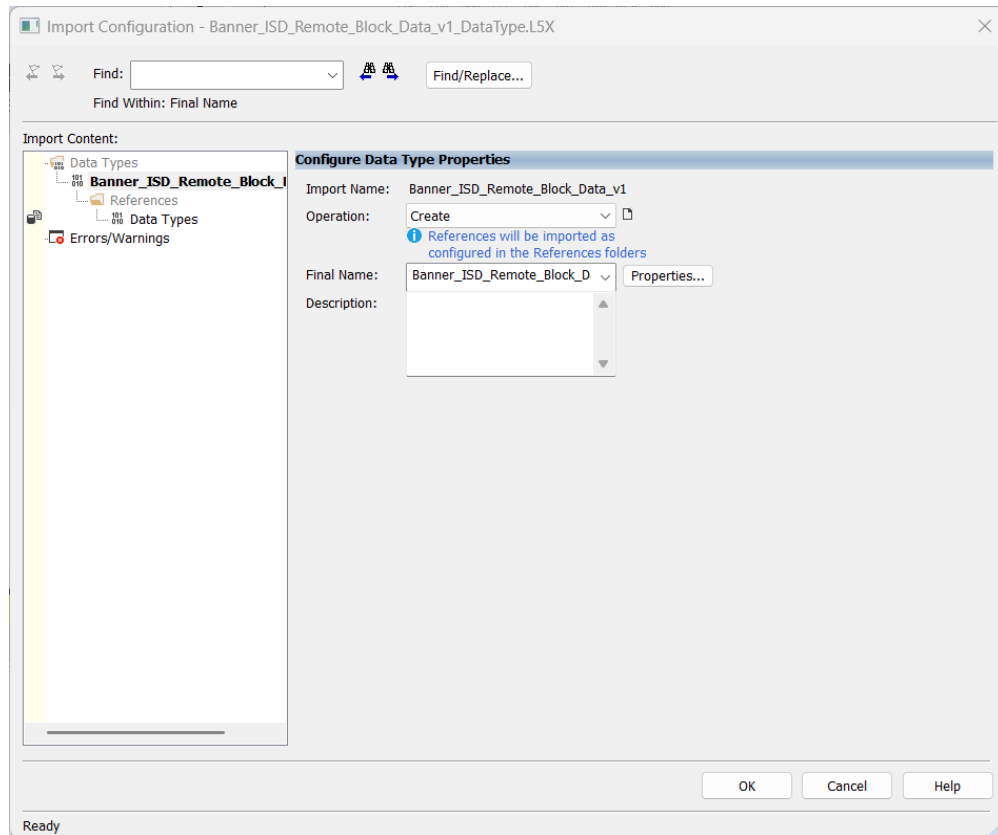 Import Configuration - Banner_ISD_Remote_Block_Data_v1_DataType.L5X
Find:
Find/Replace...
Find Within: Final Name
Import Content:
Data Types
Banner_ISD_Remote_Block_
References
Data Types
Errors/Warnings
Configure Data Type Properties
Import Name: Banner_ISD_Remote_Block_Data_v1
Operation: Create
References will be imported as
configured in the References folders
Final Name: Banner_ISD_Remote_Block_D Properties...
Description:
OK Cancel Help
Ready